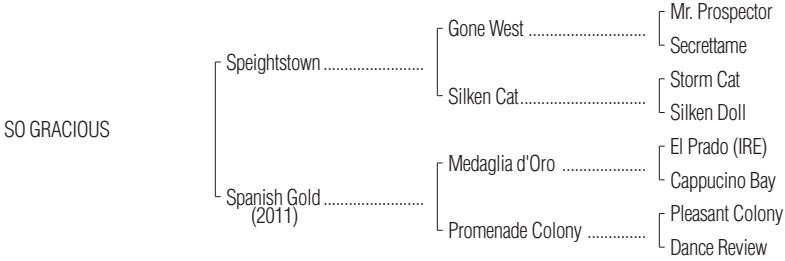 SO GRACIOUS
Speightstown ........................
Spanish Gold ........................
(2011)
Gone West ............................
Silken Cat..............................
Medaglia d'Oro ....................
Promenade Colony ..............
Mr. Prospector
Secrettame
Storm Cat
Silken Doll
El Prado (IRE)
Cappucino Bay
Pleasant Colony
Dance Review